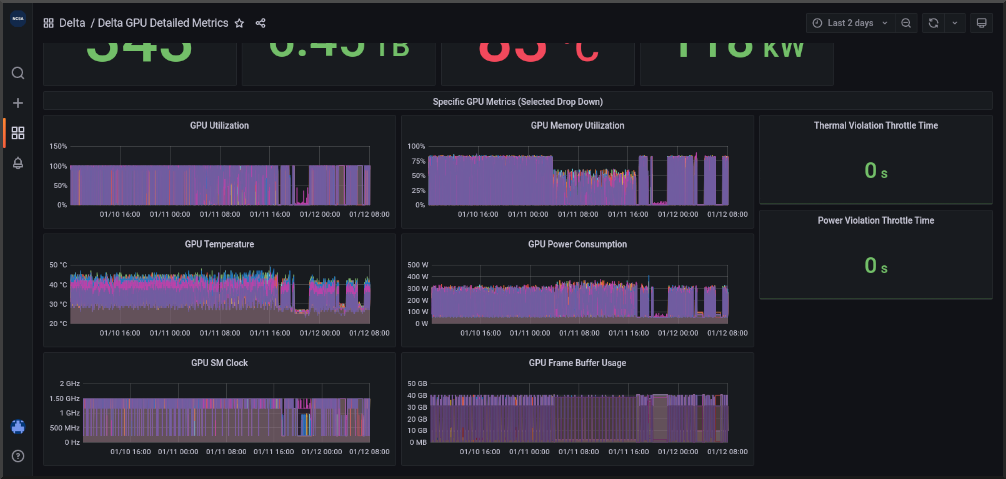 NCSA
Delta / Delta GPU Detailed Metrics
Last 2 days
TB
°C
kW
Specific GPU Metrics (Selected Drop Down)
GPU Utilization
150%
100%
50%
0%
01/10 16:00 01/11 00:00 01/11 08:00 01/11 16:00 01/12 00:00 01/12 08:00
GPU Memory Utilization
100%
75%
50%
25%
0%
01/10 16:00 01/11 00:00 01/11 08:00 01/11 16:00 01/12 00:00 01/12 08:00
Thermal Violation Throttle Time
0 s
Power Violation Throttle Time
0 s
GPU Temperature
50 °C
40 °C
30 °C
20 °C
01/10 16:00 01/11 00:00 01/11 08:00 01/11 16:00 01/12 00:00 01/12 08:00
GPU Power Consumption
500 W
400 W
300 W
200 W
100 W
0 W
01/10 16:00 01/11 00:00 01/11 08:00 01/11 16:00 01/12 00:00 01/12 08:00
GPU SM Clock
2 GHz
1.50 GHz
1 GHz
500 MHz
0 Hz
01/10 16:00 01/11 00:00 01/11 08:00 01/11 16:00 01/12 00:00 01/12 08:00
GPU Frame Buffer Usage
50 GB
40 GB
30 GB
20 GB
10 GB
0 MB
01/10 16:00 01/11 00:00 01/11 08:00 01/11 16:00 01/12 00:00 01/12 08:00